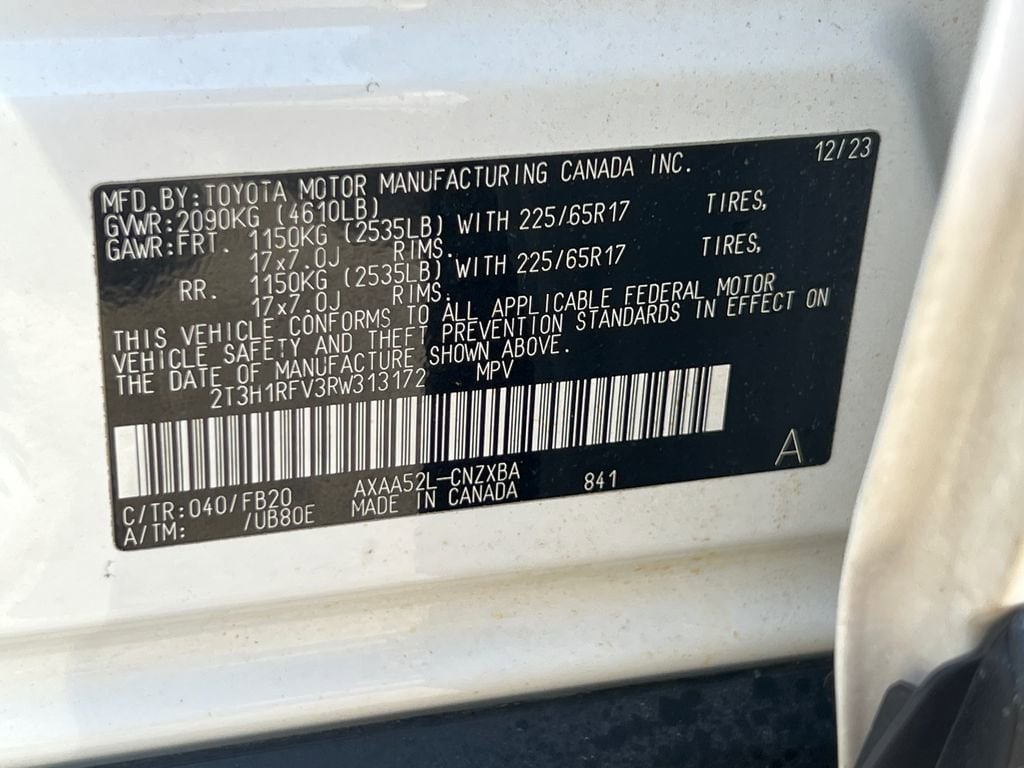 12/23
MFD.BY:TOYOTA MOTOR MANUFACTURING CANADA INC.
GVWR:2090KG (4610LB)
GAWR:FRT. 1150KG (2535LB) WITH 225/65R17 TIRES,
17x7.0J RIMS.
RR. 1150KG (2535LB) WITH 225/65R17 TIRES,
17x7.0J RIMS.
THIS VEHICLE CONFORMS TO ALL APPLICABLE FEDERAL MOTOR
VEHICLE SAFETY AND THEFT PREVENTION STANDARDS IN EFFECT ON
THE DATE OF MANUFACTURE SHOWN ABOVE.
2T3H1RFV3RW313172 MPV
C/TR:040/FB20 AXAA52L-CNZXBA 841 A
A/TM: /UB80E MADE IN CANADA